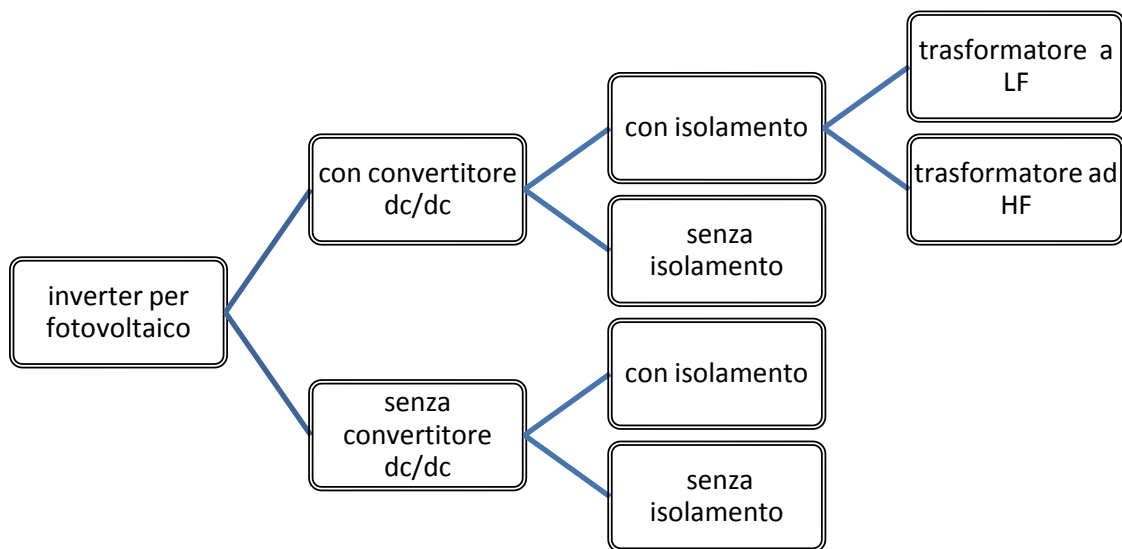 inverter per
fotovoltaico
con convertitore
dc/dc
con isolamento
trasformatore a
LF
trasformatore ad
HF
senza
isolamento
senza
convertitore
dc/dc
con isolamento
senza
isolamento